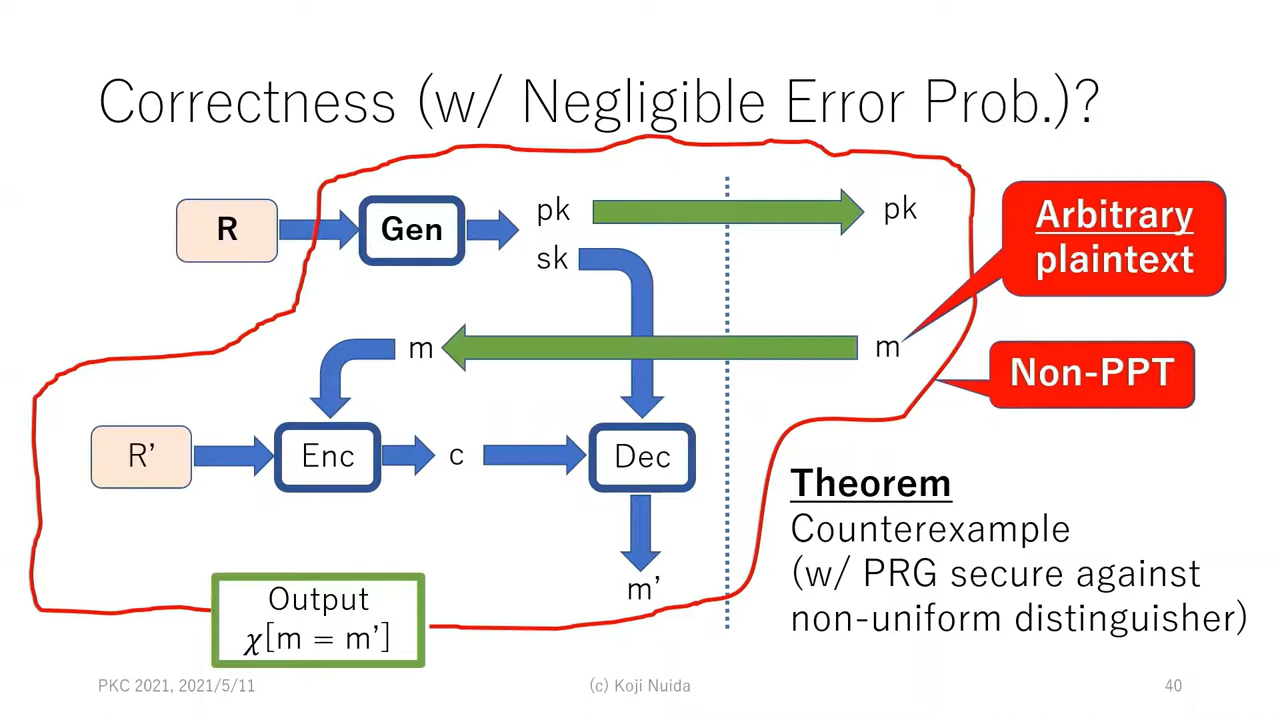 Correctness (w/ Negligible Error Prob.)?
R
Gen
pk
pk
sk
Arbitrary
plaintext
m
m
Non-PPT
R’
Enc
c
Dec
Theorem
Counterexample
(w/ PRG secure against
non-uniform distinguisher)
m’
Output
χ[m = m’]
PKC 2021, 2021/5/11
(c) Koji Nuida
40